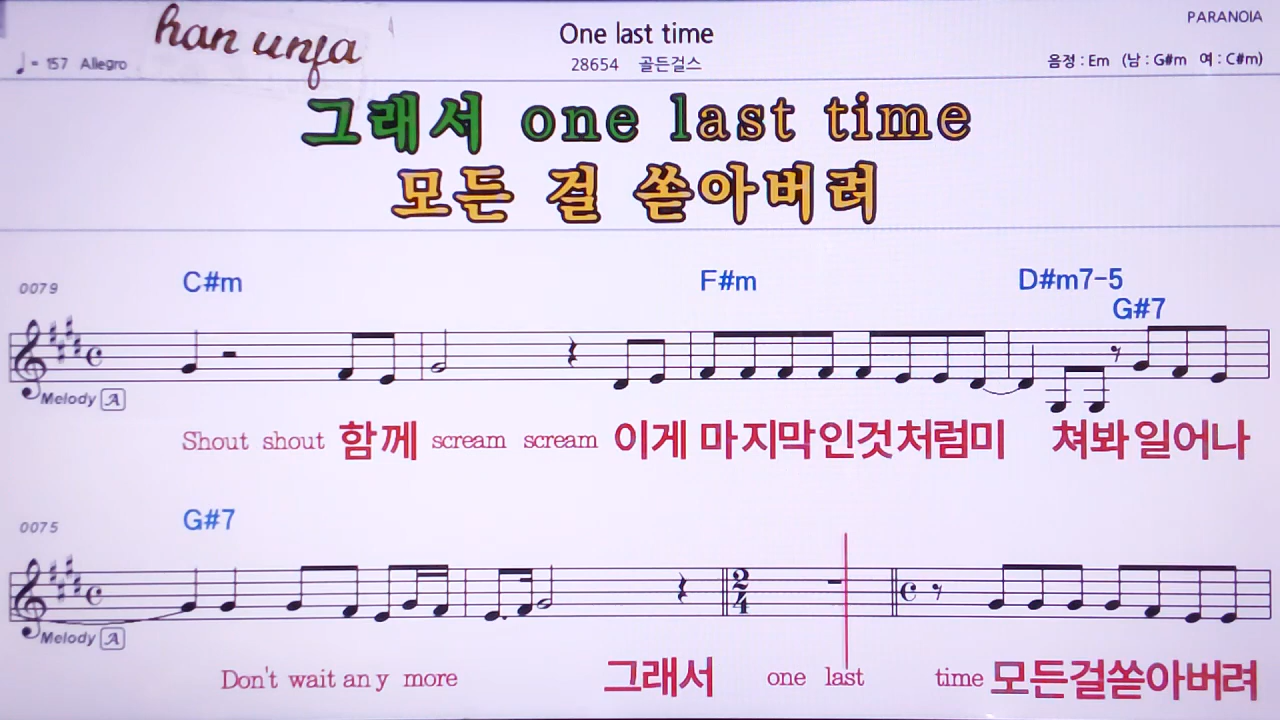 PARANOIA
han unja
One last time
♩= 157 Allegro
28654 골든걸스
음정 : Em (남 : G#m 여 : C#m)
그래서 one last time
모든 걸 쏟아버려
0079
C#m F#m D#m7-5
G#7
Melody A
Shout shout 함께 scream scream 이게 마지막인것처럼미 쳐봐일어나
0075
G#7
2
4
Melody A
Don't wait any more 그래서 one last time 모든걸쏟아버려